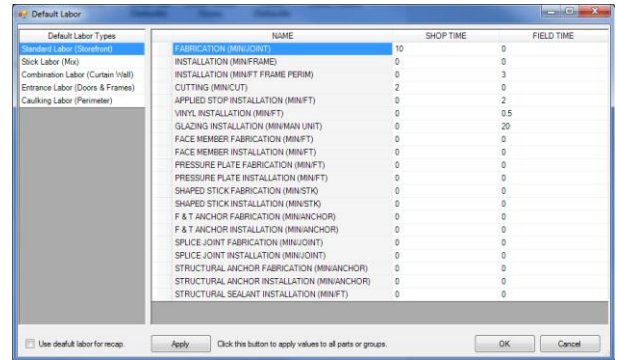 Default Labor
Default Labor Types
Standard Labor (Storefront)
Stick Labor (Mix)
Combination Labor (Curtain Wall)
Entrance Labor (Doors & Frames)
Caulking Labor (Perimeter)
NAME SHOP TIME FIELD TIME
FABRICATION (MIN/JOINT) 10 0
INSTALLATION (MIN/FRAME) 0 0
INSTALLATION (MIN/FT FRAME PERIM) 0 3
CUTTING (MIN/CUT) 2 0
APPLIED STOP INSTALLATION (MIN/FT) 0 2
VINYL INSTALLATION (MIN/FT) 0 0.5
GLAZING INSTALLATION (MIN/MAN UNIT) 0 20
FACE MEMBER FABRICATION (MIN/FT) 0 0
FACE MEMBER INSTALLATION (MIN/FT) 0 0
PRESSURE PLATE FABRICATION (MIN/FT) 0 0
PRESSURE PLATE INSTALLATION (MIN/FT) 0 0
SHAPED STICK FABRICATION (MIN/STK) 0 0
SHAPED STICK INSTALLATION (MIN/STK) 0 0
F & T ANCHOR FABRICATION (MIN/ANCHOR) 0 0
F & T ANCHOR INSTALLATION (MIN/ANCHOR) 0 0
SPLICE JOINT FABRICATION (MIN/JOINT) 0 0
SPLICE JOINT INSTALLATION (MIN/JOINT) 0 0
STRUCTURAL ANCHOR FABRICATION (MIN/ANCHOR) 0 0
STRUCTURAL ANCHOR INSTALLATION (MIN/ANCHOR) 0 0
STRUCTURAL SEALANT INSTALLATION (MIN/FT) 0 0
Use deafult labor for recap. Apply Click this button to apply values to all parts or groups. OK Cancel